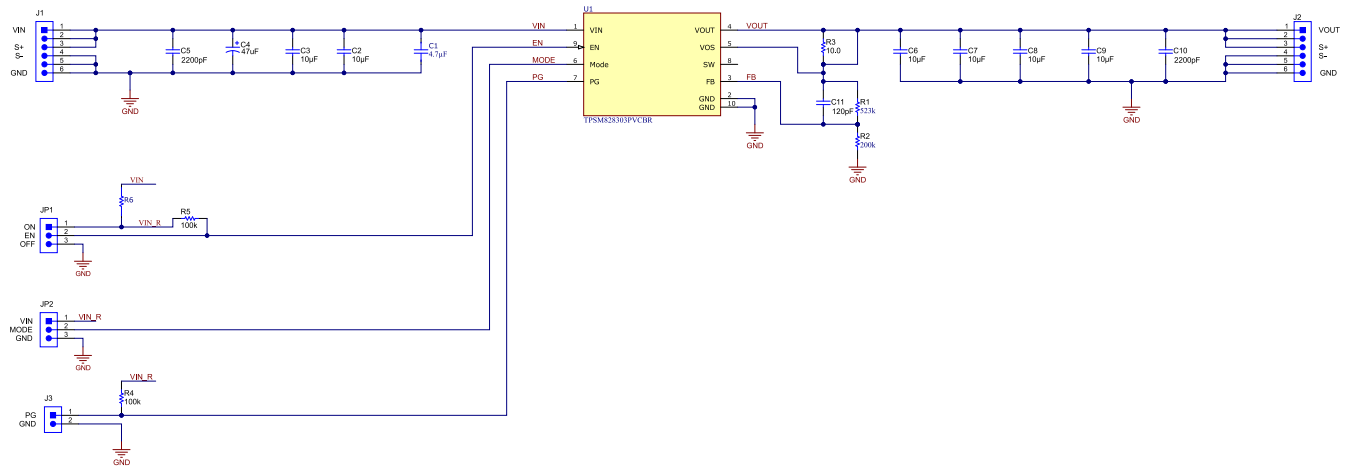 J1
VIN
1
2
S+
3
S-
4
5
GND
6
GND
C5
2200pF
C4
+
47uF
C3
10µF
C2
10µF
C1
4.7µF
VIN
EN
MODE
PG
1
9
6
7
U1
VIN
EN
Mode
PG
VOUT
VOS
SW
FB
GND
GND
TPSM828303PVCBR
4
5
8
3
2
10
VOUT
FB
GND
R3
10.0
C11
120pF
R1
523k
R2
200k
GND
C6
10µF
C7
10µF
C8
10µF
C9
10µF
C10
2200pF
GND
J2
1
VOUT
2
3
S+
4
S-
5
6
GND
VIN
R6
JP1
ON
1
EN
2
OFF
3
VIN_R
R5
100k
GND
JP2
VIN
1
VIN_R
MODE
2
GND
3
GND
VIN_R
R4
100k
J3
PG
1
GND
2
GND